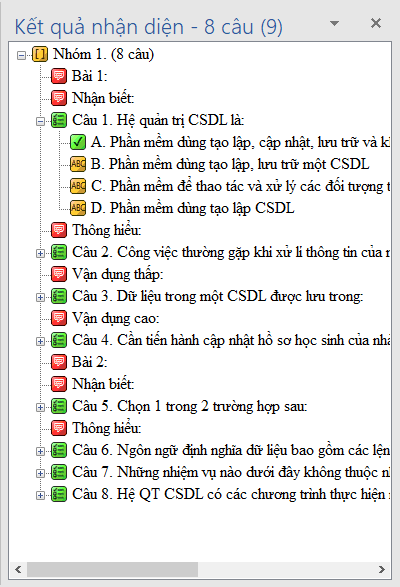 Kết quả nhận diện - 8 câu (9)
Nhóm 1. (8 câu)
Bài 1:
Nhận biết:
Câu 1. Hệ quản trị CSDL là:
A. Phần mềm dùng tạo lập, cập nhật, lưu trữ và kh
ABC B. Phần mềm dùng tạo lập, lưu trữ một CSDL
ABC C. Phần mềm để thao tác và xử lý các đối tượng t
ABC D. Phần mềm dùng tạo lập CSDL
Thông hiểu:
Câu 2. Công việc thường gặp khi xử lí thông tin của
Vận dụng thấp:
Câu 3. Dữ liệu trong một CSDL được lưu trong:
Vận dụng cao:
Câu 4. Cần tiến hành cập nhật hồ sơ học sinh của nhà
Bài 2:
Nhận biết:
Câu 5. Chọn 1 trong 2 trường hợp sau:
Thông hiểu:
Câu 6. Ngôn ngữ định nghĩa dữ liệu bao gồm các lện
Câu 7. Những nhiệm vụ nào dưới đây không thuộc
Câu 8. Hệ QT CSDL có các chương trình thực hiện